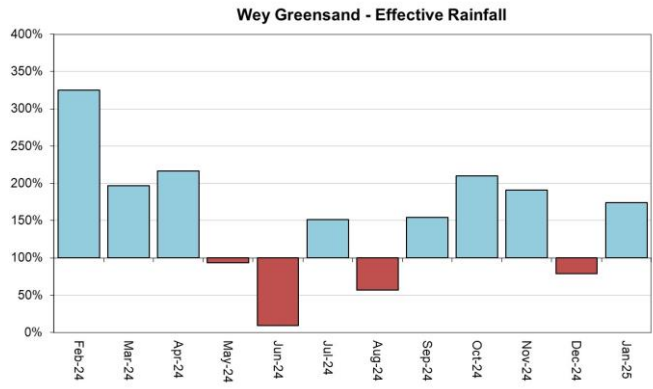 Wey Greensand - Effective Rainfall
400%
350%
300%
250%
200%
150%
100%
50%
0%
Feb-24
Mar-24
Apr-24
May-24
Jun-24
Jul-24
Aug-24
Sep-24
Oct-24
Nov-24
Dec-24
Jan-25